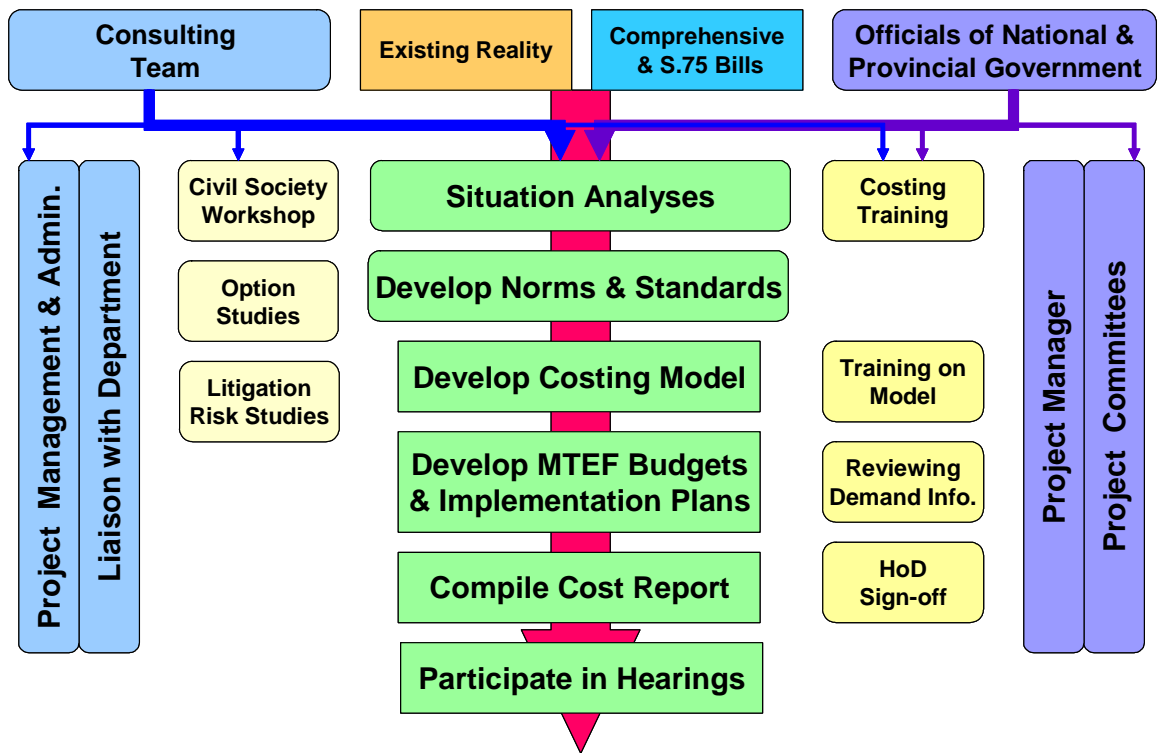 Consulting
Team
Existing Reality
Comprehensive
& S.75 Bills
Officials of National &
Provincial Government
Project Management & Admin.
Liaison with Department
Civil Society
Workshop
Option
Studies
Litigation
Risk Studies
Situation Analyses
Develop Norms & Standards
Develop Costing Model
Develop MTEF Budgets
& Implementation Plans
Compile Cost Report
Participate in Hearings
Costing
Training
Training on
Model
Reviewing
Demand Info.
HoD
Sign-off
Project Manager
Project Committees